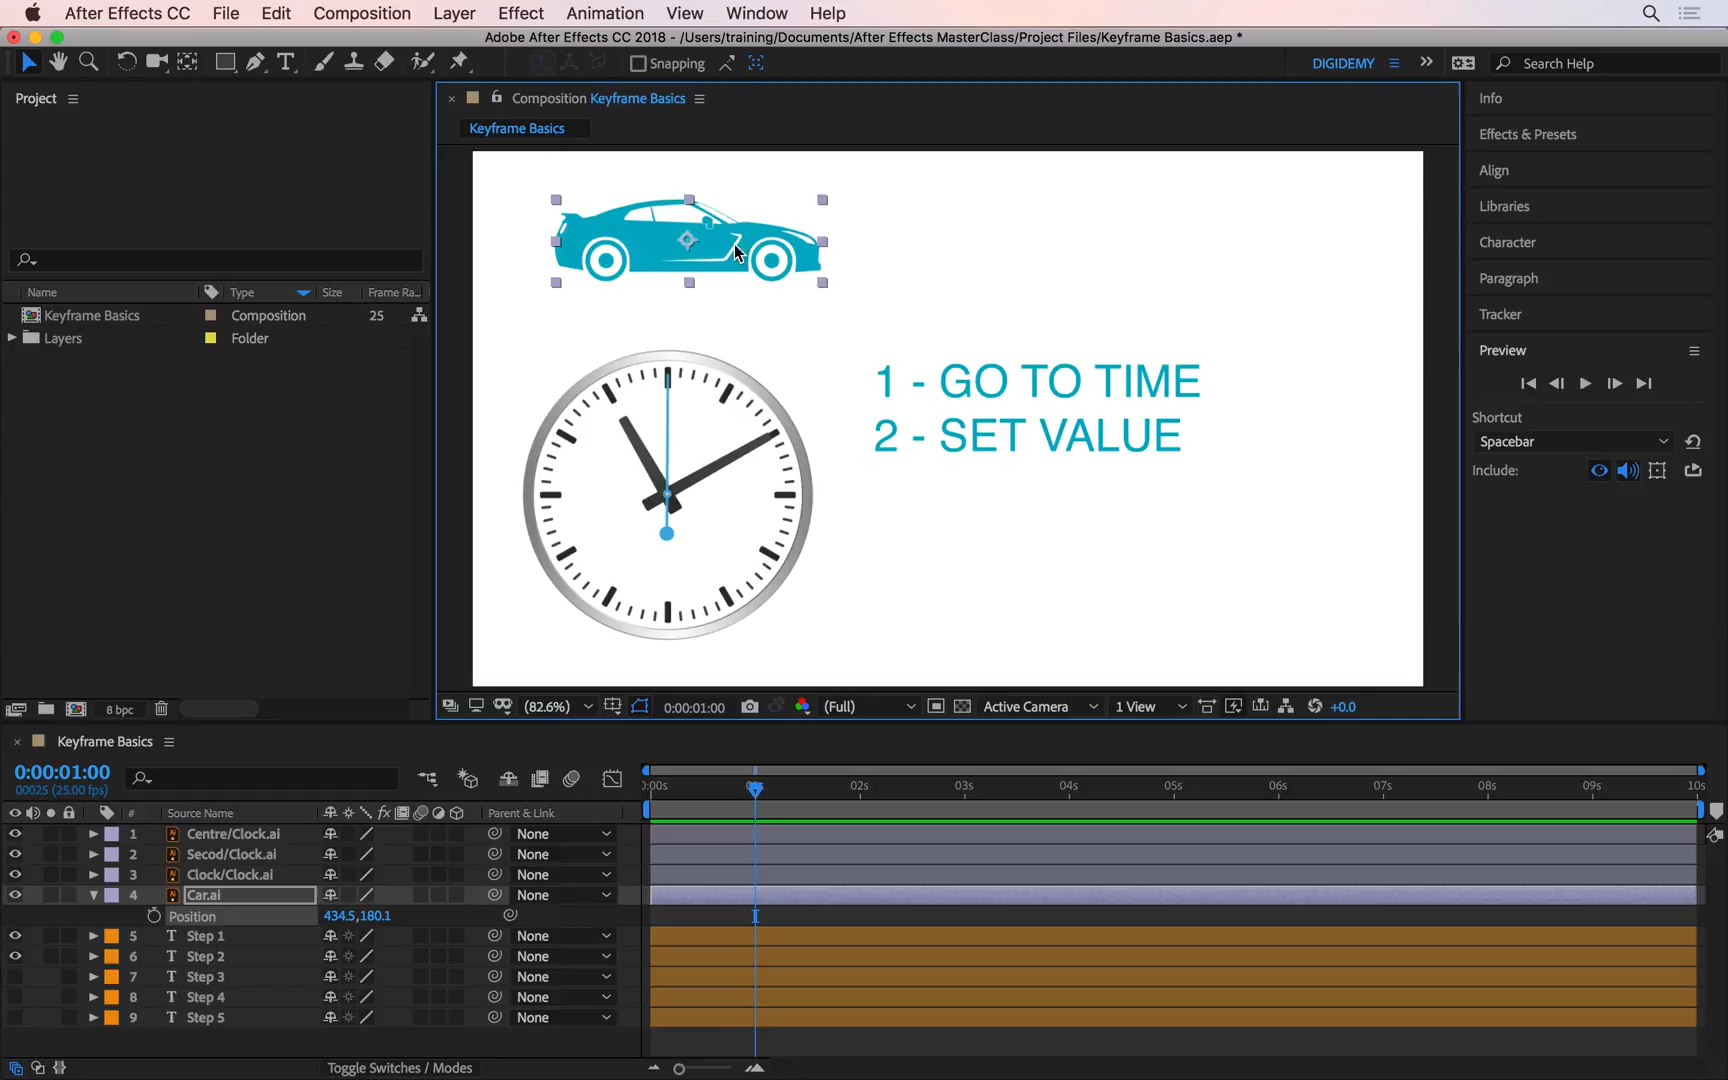 After Effects CC File Edit Composition Layer Effect Animation View Window Help
Adobe After Effects CC 2018 - /Users/training/Documents/After Effects MasterClass/Project Files/Keyframe Basics.aep *
Snapping
DIGIDEMY
Search Help
Project
Composition Keyframe Basics
Keyframe Basics
Name Type Size Frame Ra...
Keyframe Basics Composition 25
Layers Folder
1 - GO TO TIME
2 - SET VALUE
Info
Effects & Presets
Align
Libraries
Character
Paragraph
Tracker
Preview
Shortcut
Spacebar
Include:
8 bpc
(82.6%) 0:00:01:00 (Full) Active Camera 1 View +0.0
Keyframe Basics
0:00:01:00
00025 (25.00 fps)
0:00s 02s 03s 04s 05s 06s 07s 08s 09s 10s
# Source Name fx Parent & Link
1 Centre/Clock.ai None
2 Secod/Clock.ai None
3 Clock/Clock.ai None
4 Car.ai None
Position 434.5,180.1
5 T Step 1 None
6 T Step 2 None
7 T Step 3 None
8 T Step 4 None
9 T Step 5 None
Toggle Switches / Modes